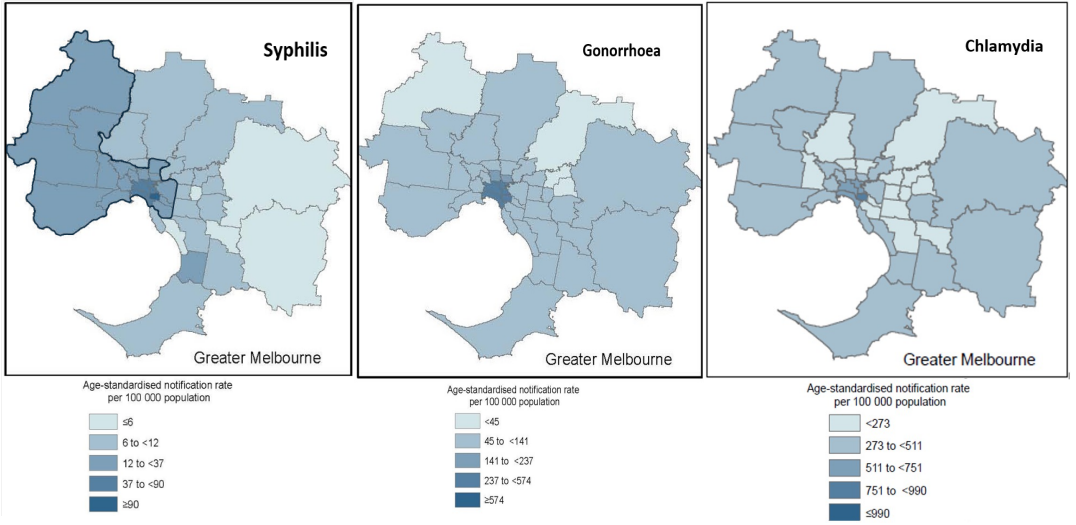 Syphilis
Greater Melbourne
Age-standardised notification rate
per 100 000 population
≤6
6 to <12
12 to <37
37 to <90
≥90
Gonorrhoea
Greater Melbourne
Age-standardised notification rate
per 100 000 population
<45
45 to <141
141 to <237
237 to <574
≥574
Chlamydia
Greater Melbourne
Age-standardised notification rate
per 100 000 population
<273
273 to <511
511 to <751
751 to <990
≤990